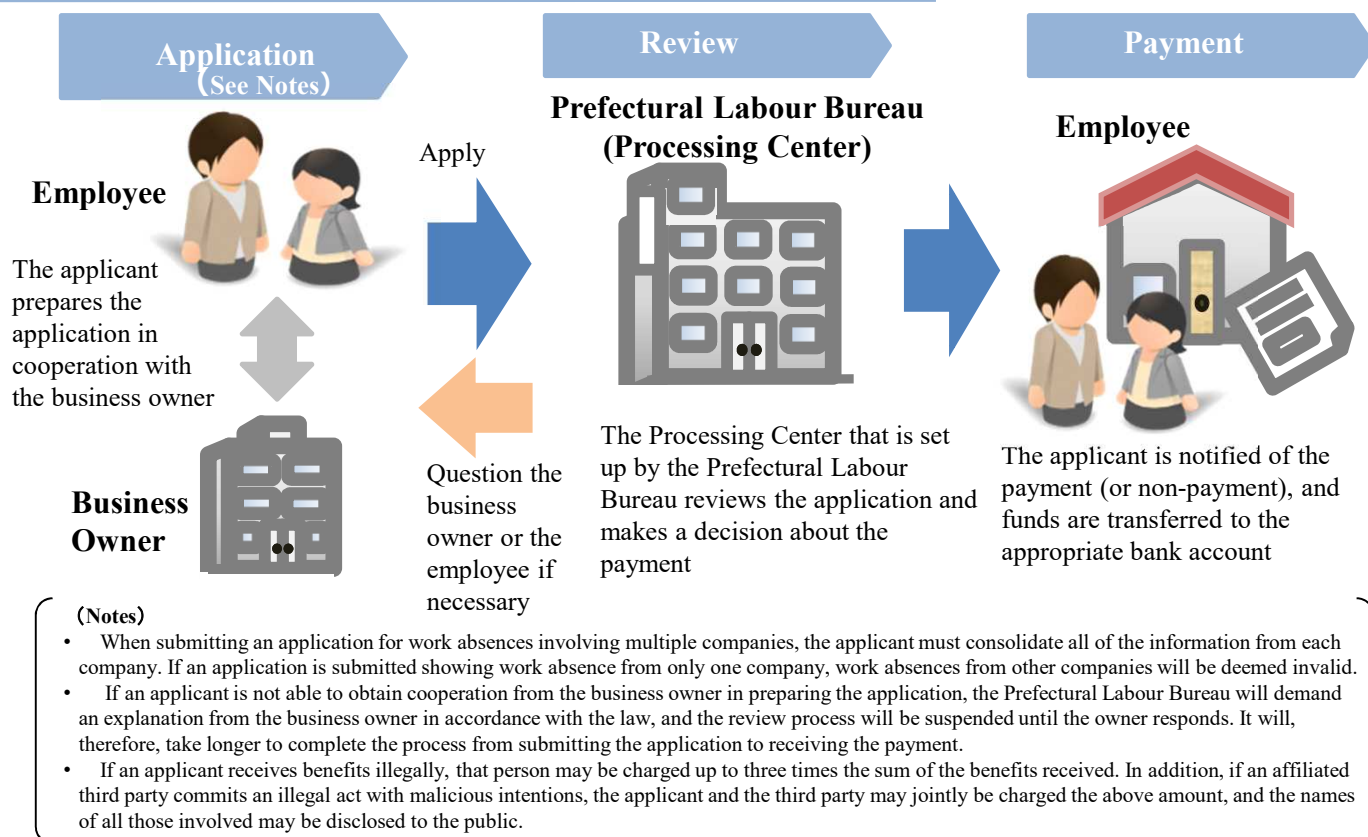 Application
（See Notes）
Review
Payment
Employee
The applicant
prepares the
application in
cooperation with
the business owner
Business
Owner
Apply
Question the
business
owner or the
employee if
necessary
Prefectural Labour Bureau
(Processing Center)
The Processing Center that is set
up by the Prefectural Labour
Bureau reviews the application and
makes a decision about the
payment
Employee
The applicant is notified of the
payment (or non-payment), and
funds are transferred to the
appropriate bank account
（Notes）
• When submitting an application for work absences involving multiple companies, the applicant must consolidate all of the information from each
company. If an application is submitted showing work absence from only one company, work absences from other companies will be deemed invalid.
• If an applicant is not able to obtain cooperation from the business owner in preparing the application, the Prefectural Labour Bureau will demand
an explanation from the business owner in accordance with the law, and the review process will be suspended until the owner responds. It will,
therefore, take longer to complete the process from submitting the application to receiving the payment.
• If an applicant receives benefits illegally, that person may be charged up to three times the sum of the benefits received. In addition, if an affiliated
third party commits an illegal act with malicious intentions, the applicant and the third party may jointly be charged the above amount, and the names
of all those involved may be disclosed to the public.